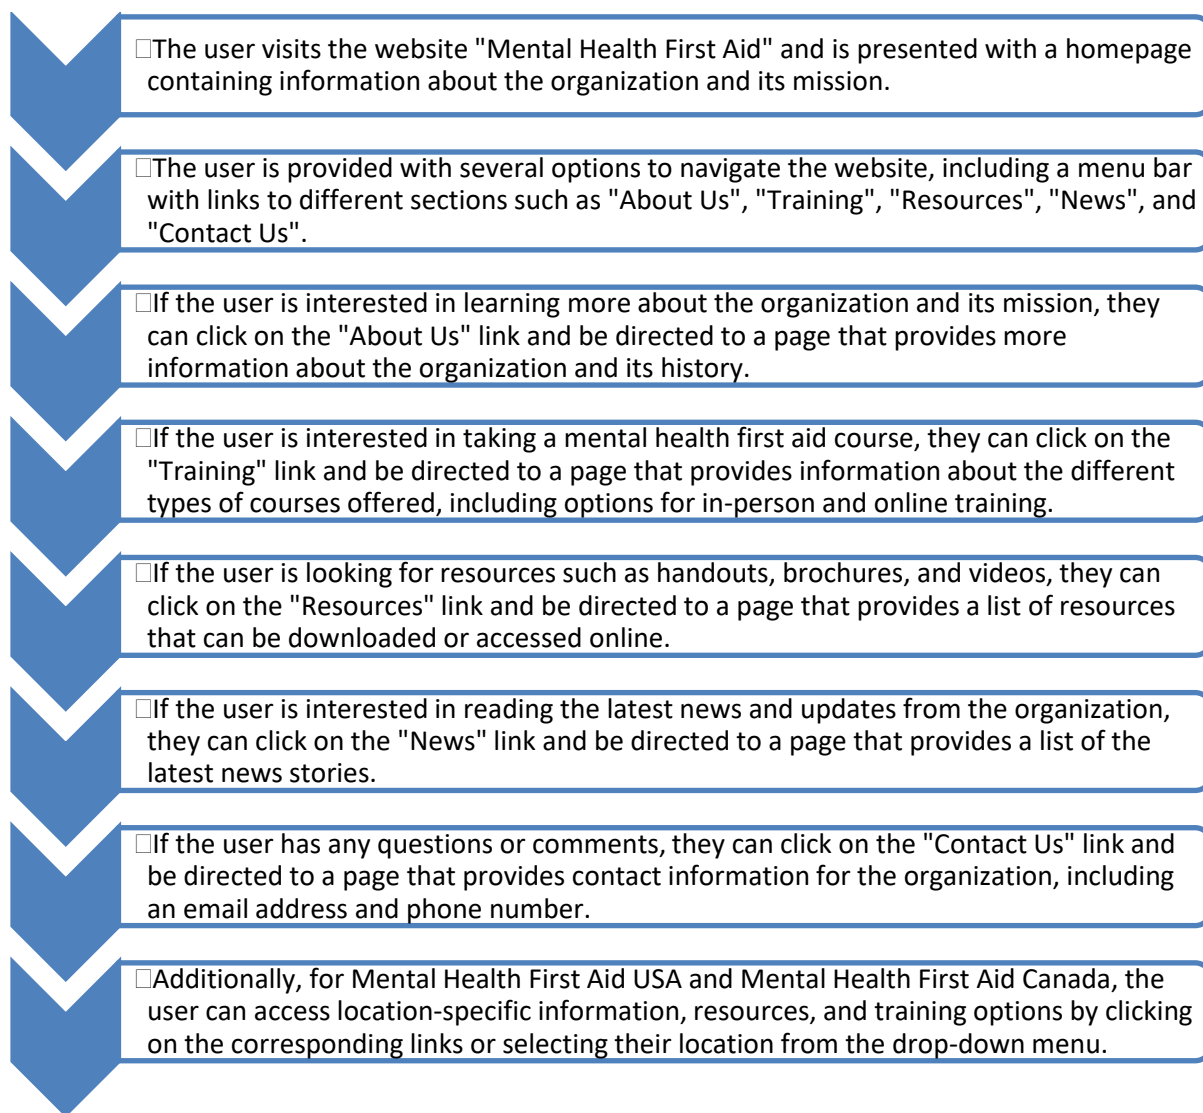 □The user visits the website "Mental Health First Aid" and is presented with a homepage
containing information about the organization and its mission.
□The user is provided with several options to navigate the website, including a menu bar
with links to different sections such as "About Us", "Training", "Resources", "News", and
"Contact Us".
□If the user is interested in learning more about the organization and its mission, they
can click on the "About Us" link and be directed to a page that provides more
information about the organization and its history.
□If the user is interested in taking a mental health first aid course, they can click on the
"Training" link and be directed to a page that provides information about the different
types of courses offered, including options for in-person and online training.
□If the user is looking for resources such as handouts, brochures, and videos, they can
click on the "Resources" link and be directed to a page that provides a list of resources
that can be downloaded or accessed online.
□If the user is interested in reading the latest news and updates from the organization,
they can click on the "News" link and be directed to a page that provides a list of the
latest news stories.
□If the user has any questions or comments, they can click on the "Contact Us" link and
be directed to a page that provides contact information for the organization, including
an email address and phone number.
□Additionally, for Mental Health First Aid USA and Mental Health First Aid Canada, the
user can access location-specific information, resources, and training options by clicking
on the corresponding links or selecting their location from the drop-down menu.